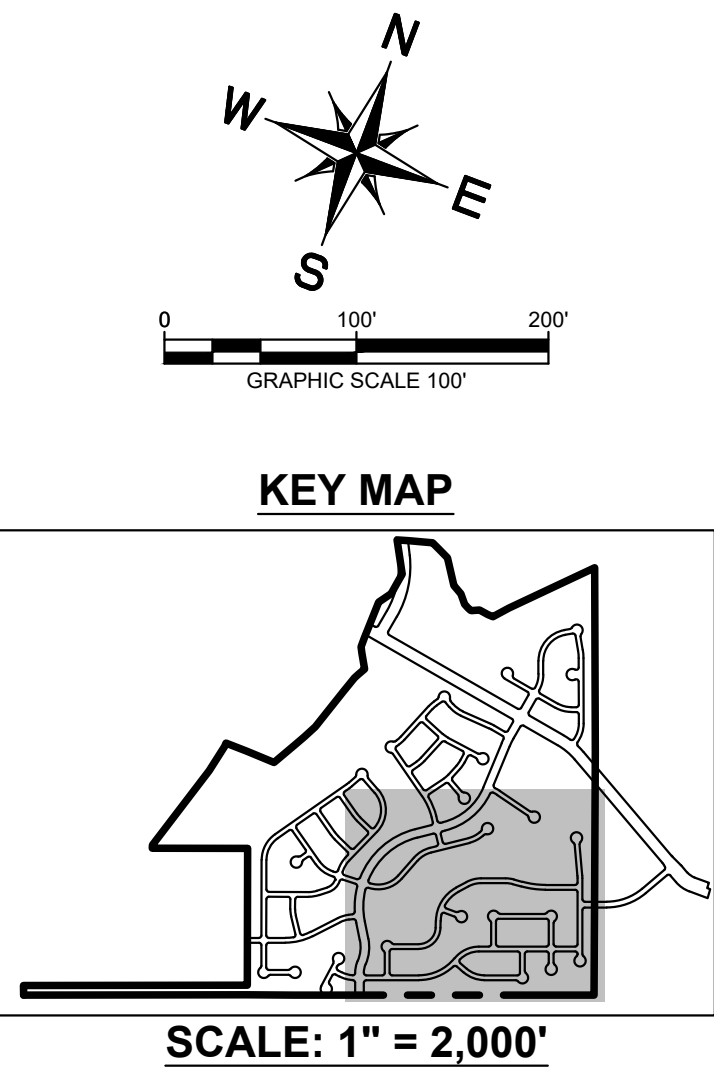 N
W
E
S
0 100' 200'
GRAPHIC SCALE 100'
KEY MAP
SCALE: 1" = 2,000'